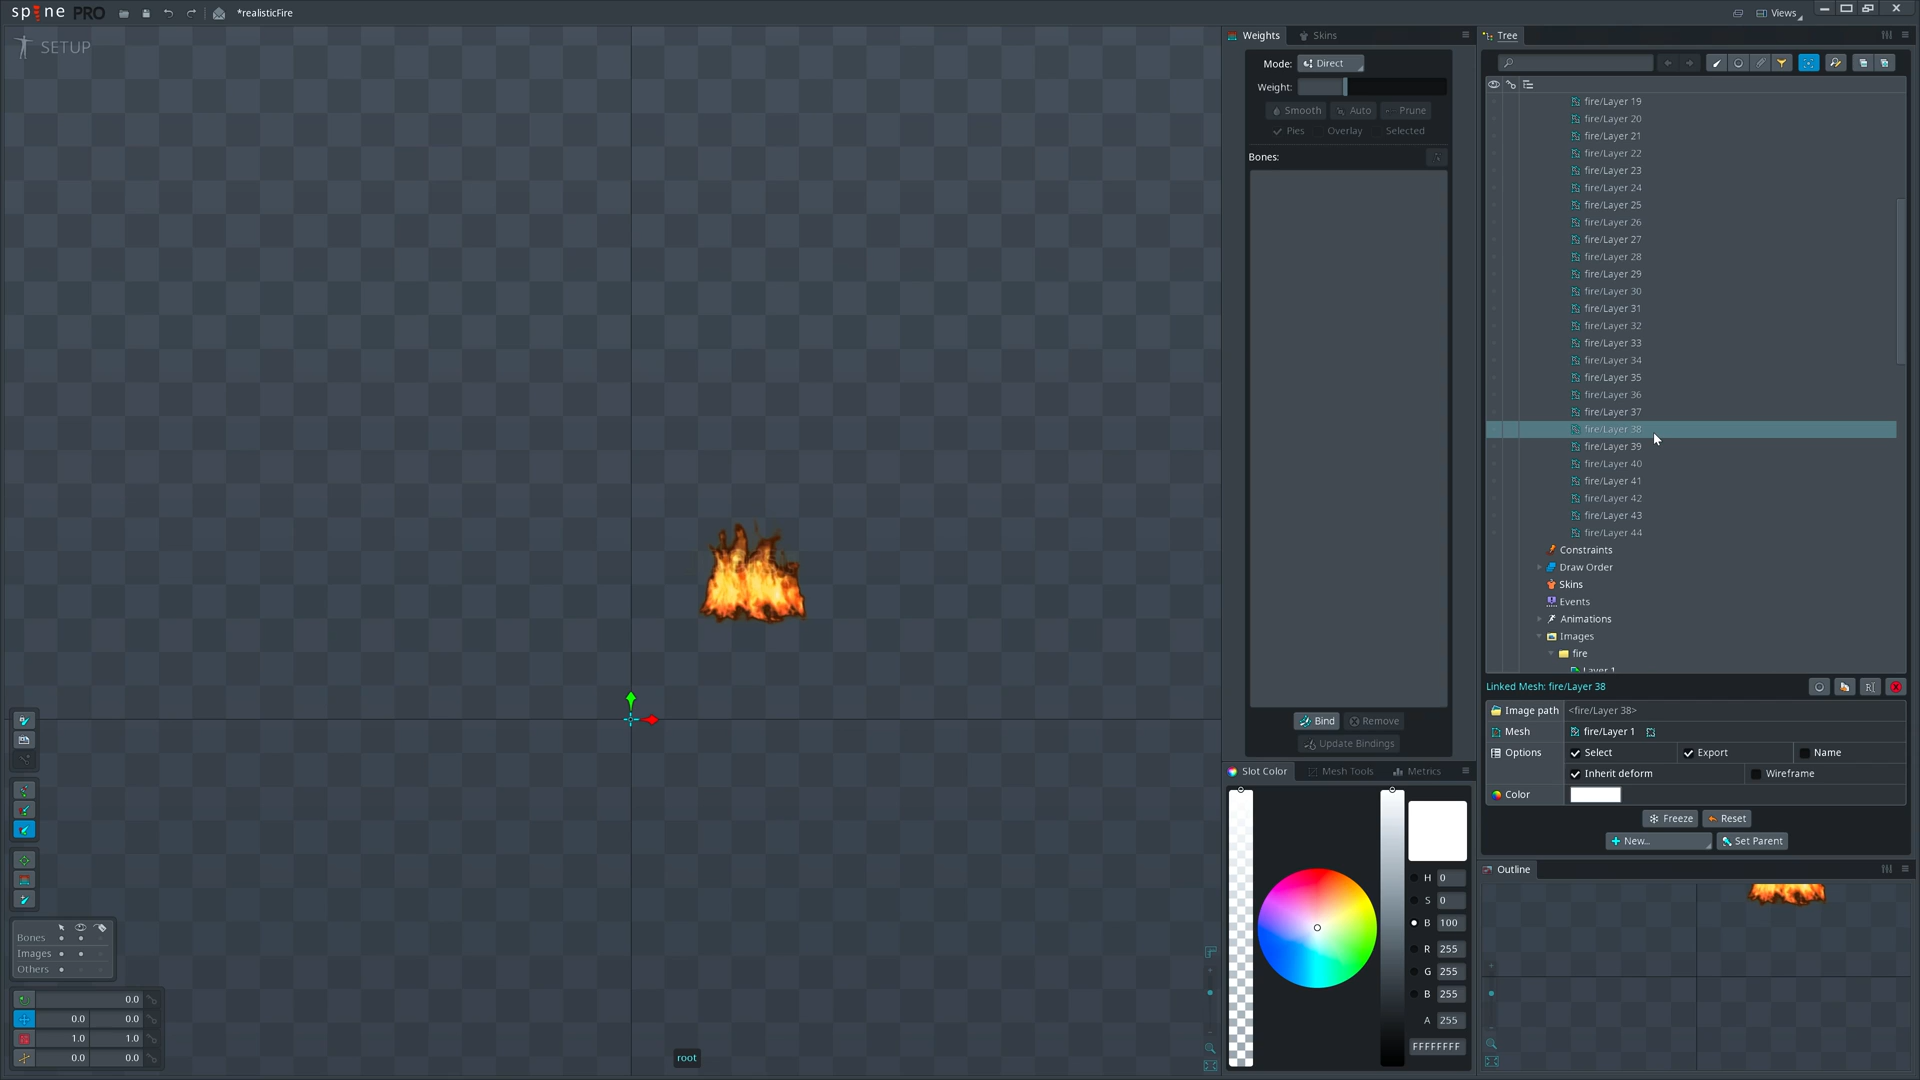 spine PRO
*realisticFire
Views
SETUP
Weights
Skins
Mode:
Direct
Weight:
Smooth
Auto
Prune
Pies
Overlay
Selected
Bones:
Bind
Remove
Update Bindings
Slot Color
Mesh Tools
Metrics
H 0
S 0
B 100
R 255
G 255
B 255
A 255
FFFFFFFF
Tree
fire/Layer 19
fire/Layer 20
fire/Layer 21
fire/Layer 22
fire/Layer 23
fire/Layer 24
fire/Layer 25
fire/Layer 26
fire/Layer 27
fire/Layer 28
fire/Layer 29
fire/Layer 30
fire/Layer 31
fire/Layer 32
fire/Layer 33
fire/Layer 34
fire/Layer 35
fire/Layer 36
fire/Layer 37
fire/Layer 38
fire/Layer 39
fire/Layer 40
fire/Layer 41
fire/Layer 42
fire/Layer 43
fire/Layer 44
Constraints
Draw Order
Skins
Events
Animations
Images
fire
Layer 1
Linked Mesh: fire/Layer 38
Image path <fire/Layer 38>
Mesh fire/Layer 1
Options Select Export Name
Inherit deform Wireframe
Color
Freeze Reset
New... Set Parent
Outline
Bones
Images
Others
0.0
0.0 0.0
1.0 1.0
0.0 0.0
root